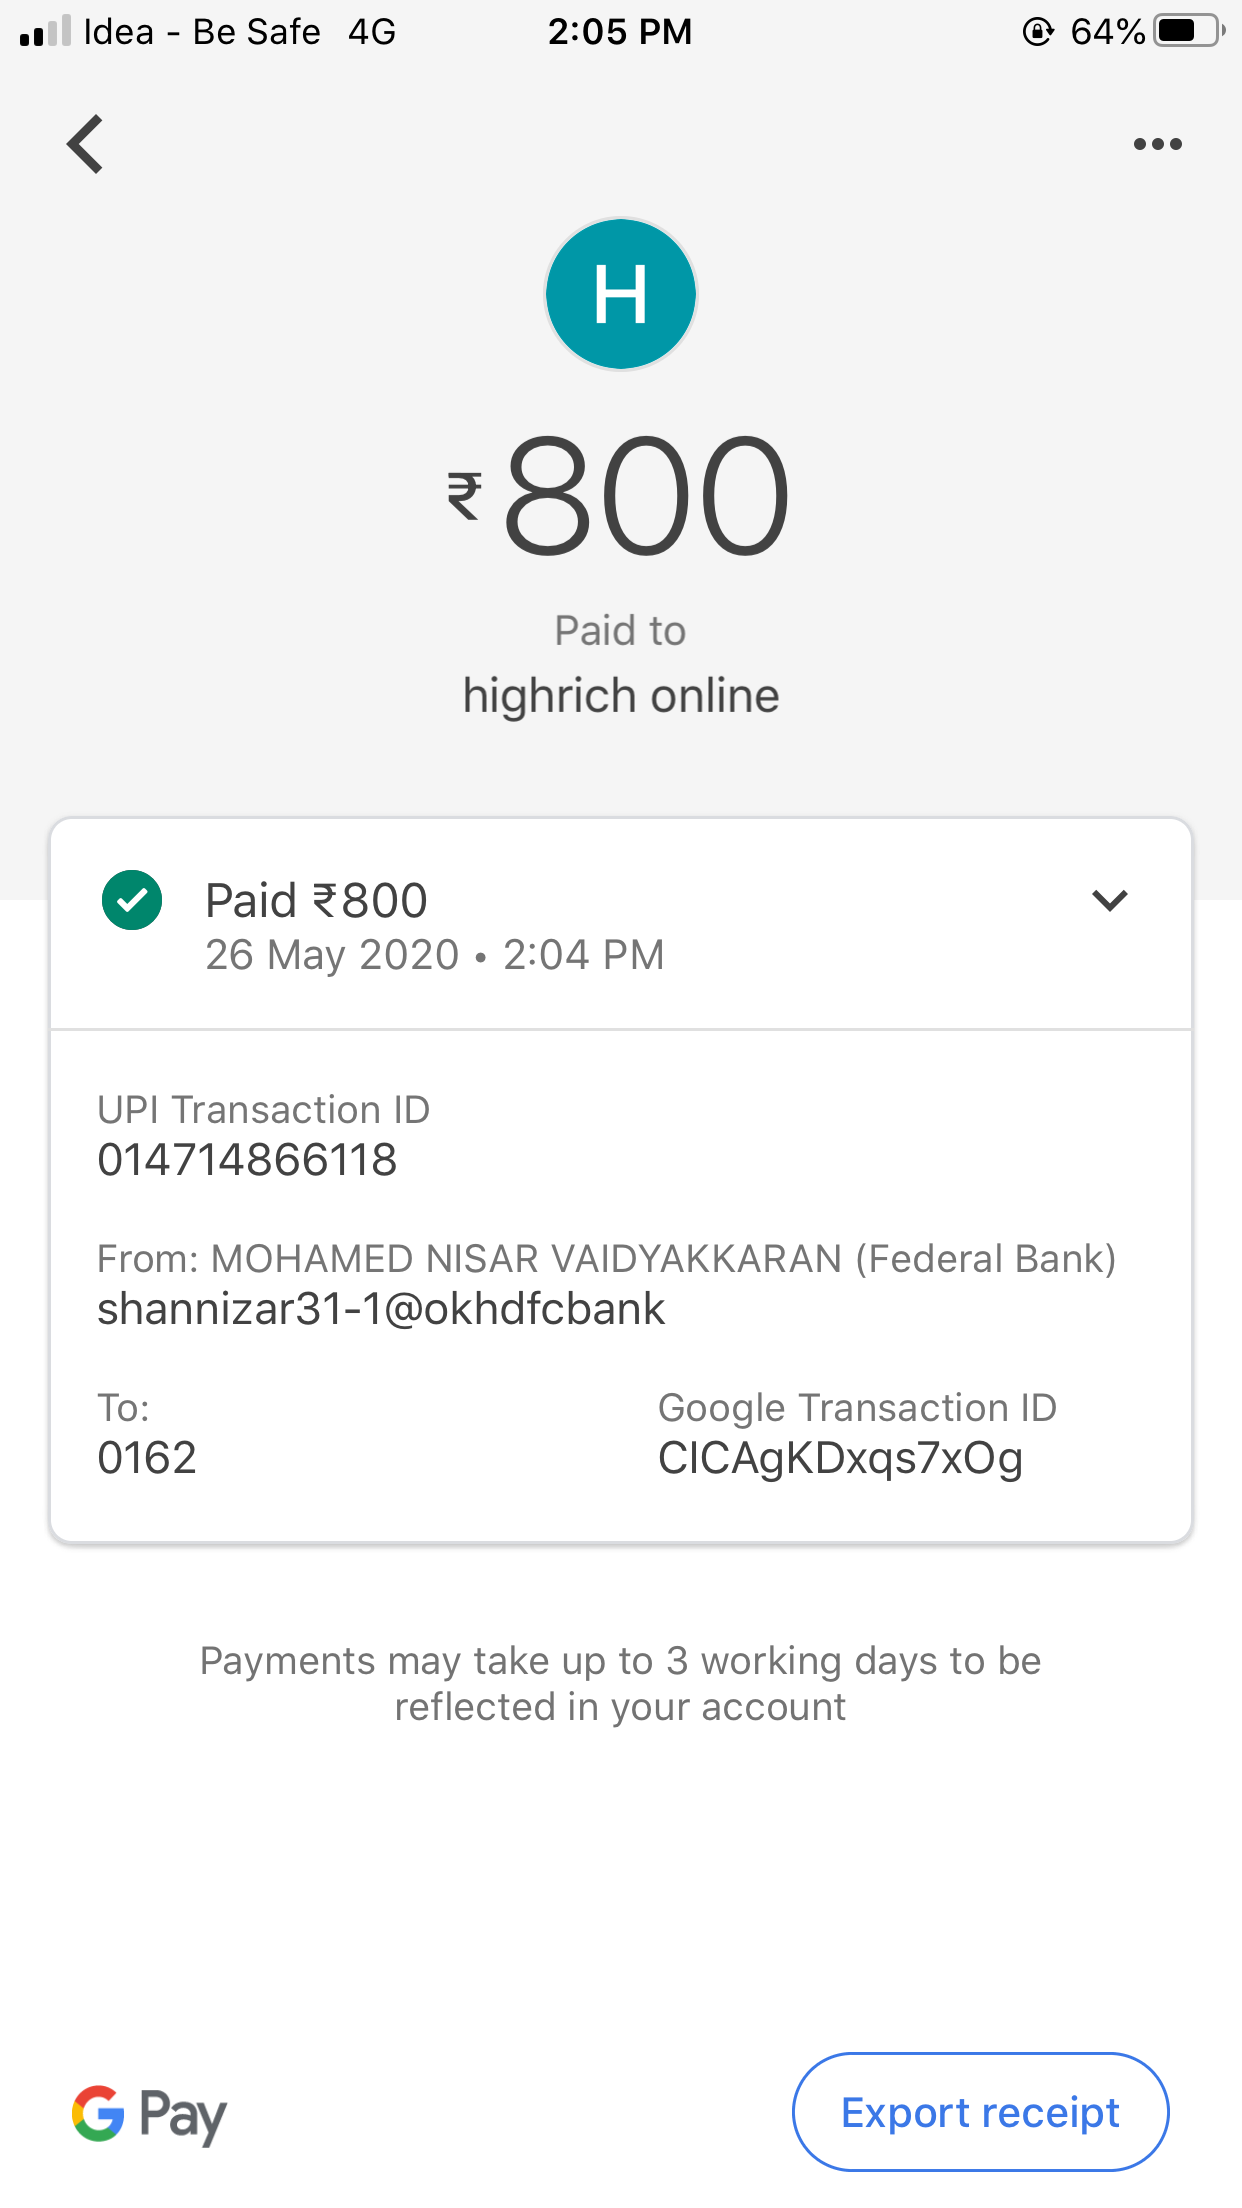 Idea - Be Safe 4G 2:05 PM 64%
H
₹800
Paid to
highrich online
Paid ₹800
26 May 2020 • 2:04 PM
UPI Transaction ID
014714866118
From: MOHAMED NISAR VAIDYAKKARAN (Federal Bank)
shannizar31-1@okhdfcbank
To:
0162
Google Transaction ID
CICAgKDxqs7xOg
Payments may take up to 3 working days to be
reflected in your account
G Pay
Export receipt